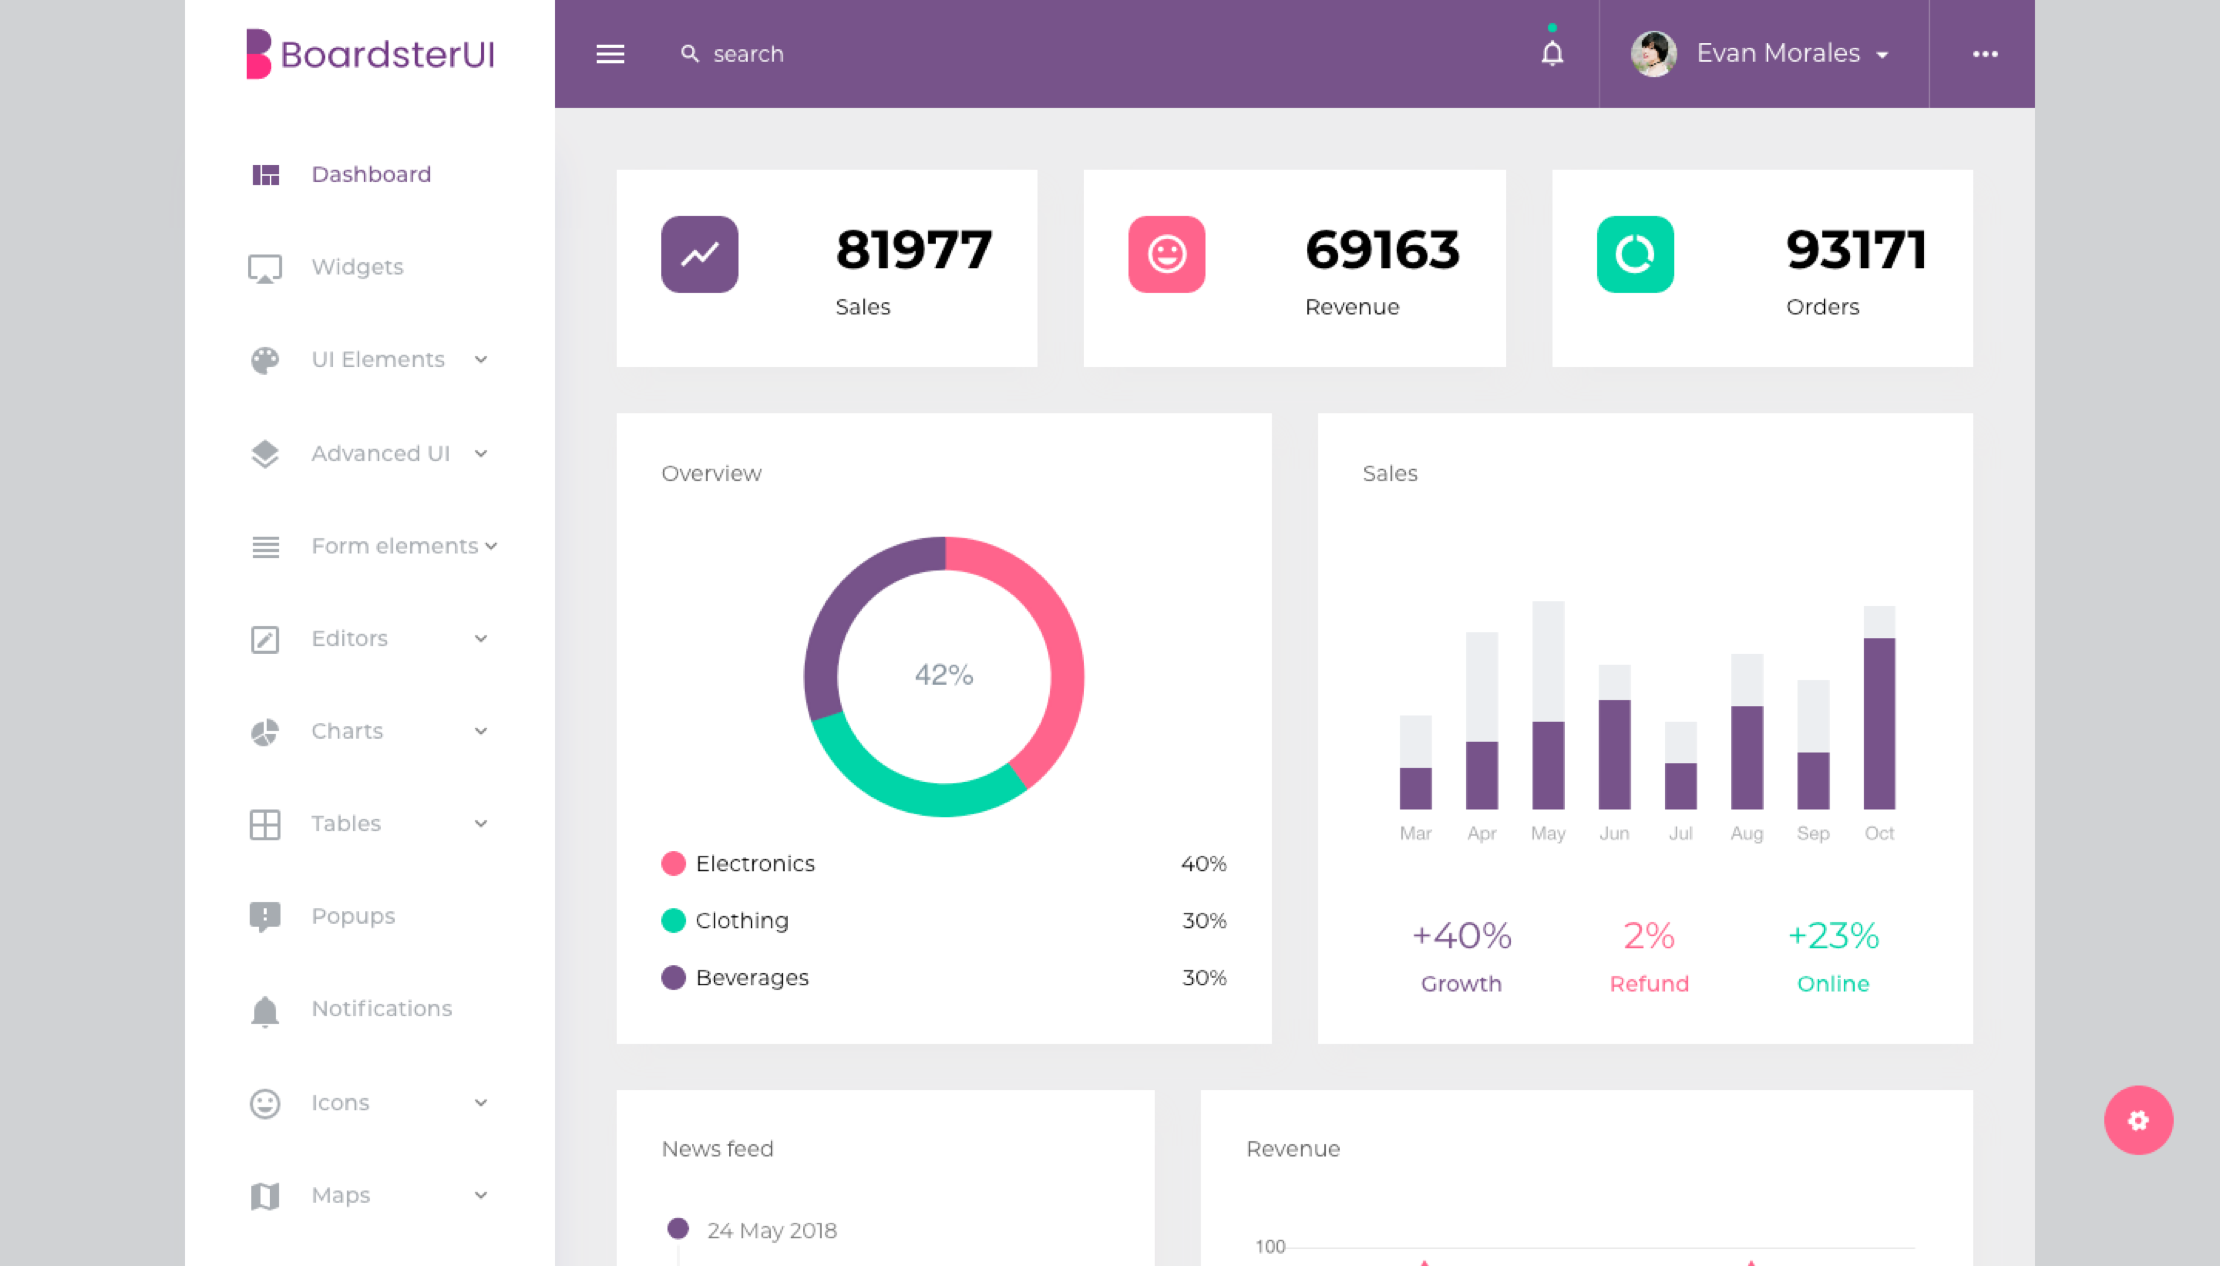 BoardsterUI
search
Evan Morales
Dashboard
Widgets
UI Elements
Advanced UI
Form elements
Editors
Charts
Tables
Popups
Notifications
Icons
Maps
81977
Sales
69163
Revenue
93171
Orders
Overview
42%
Electronics 40%
Clothing 30%
Beverages 30%
Sales
Mar Apr May Jun Jul Aug Sep Oct
+40% 2% +23%
Growth Refund Online
News feed
24 May 2018
Revenue
100